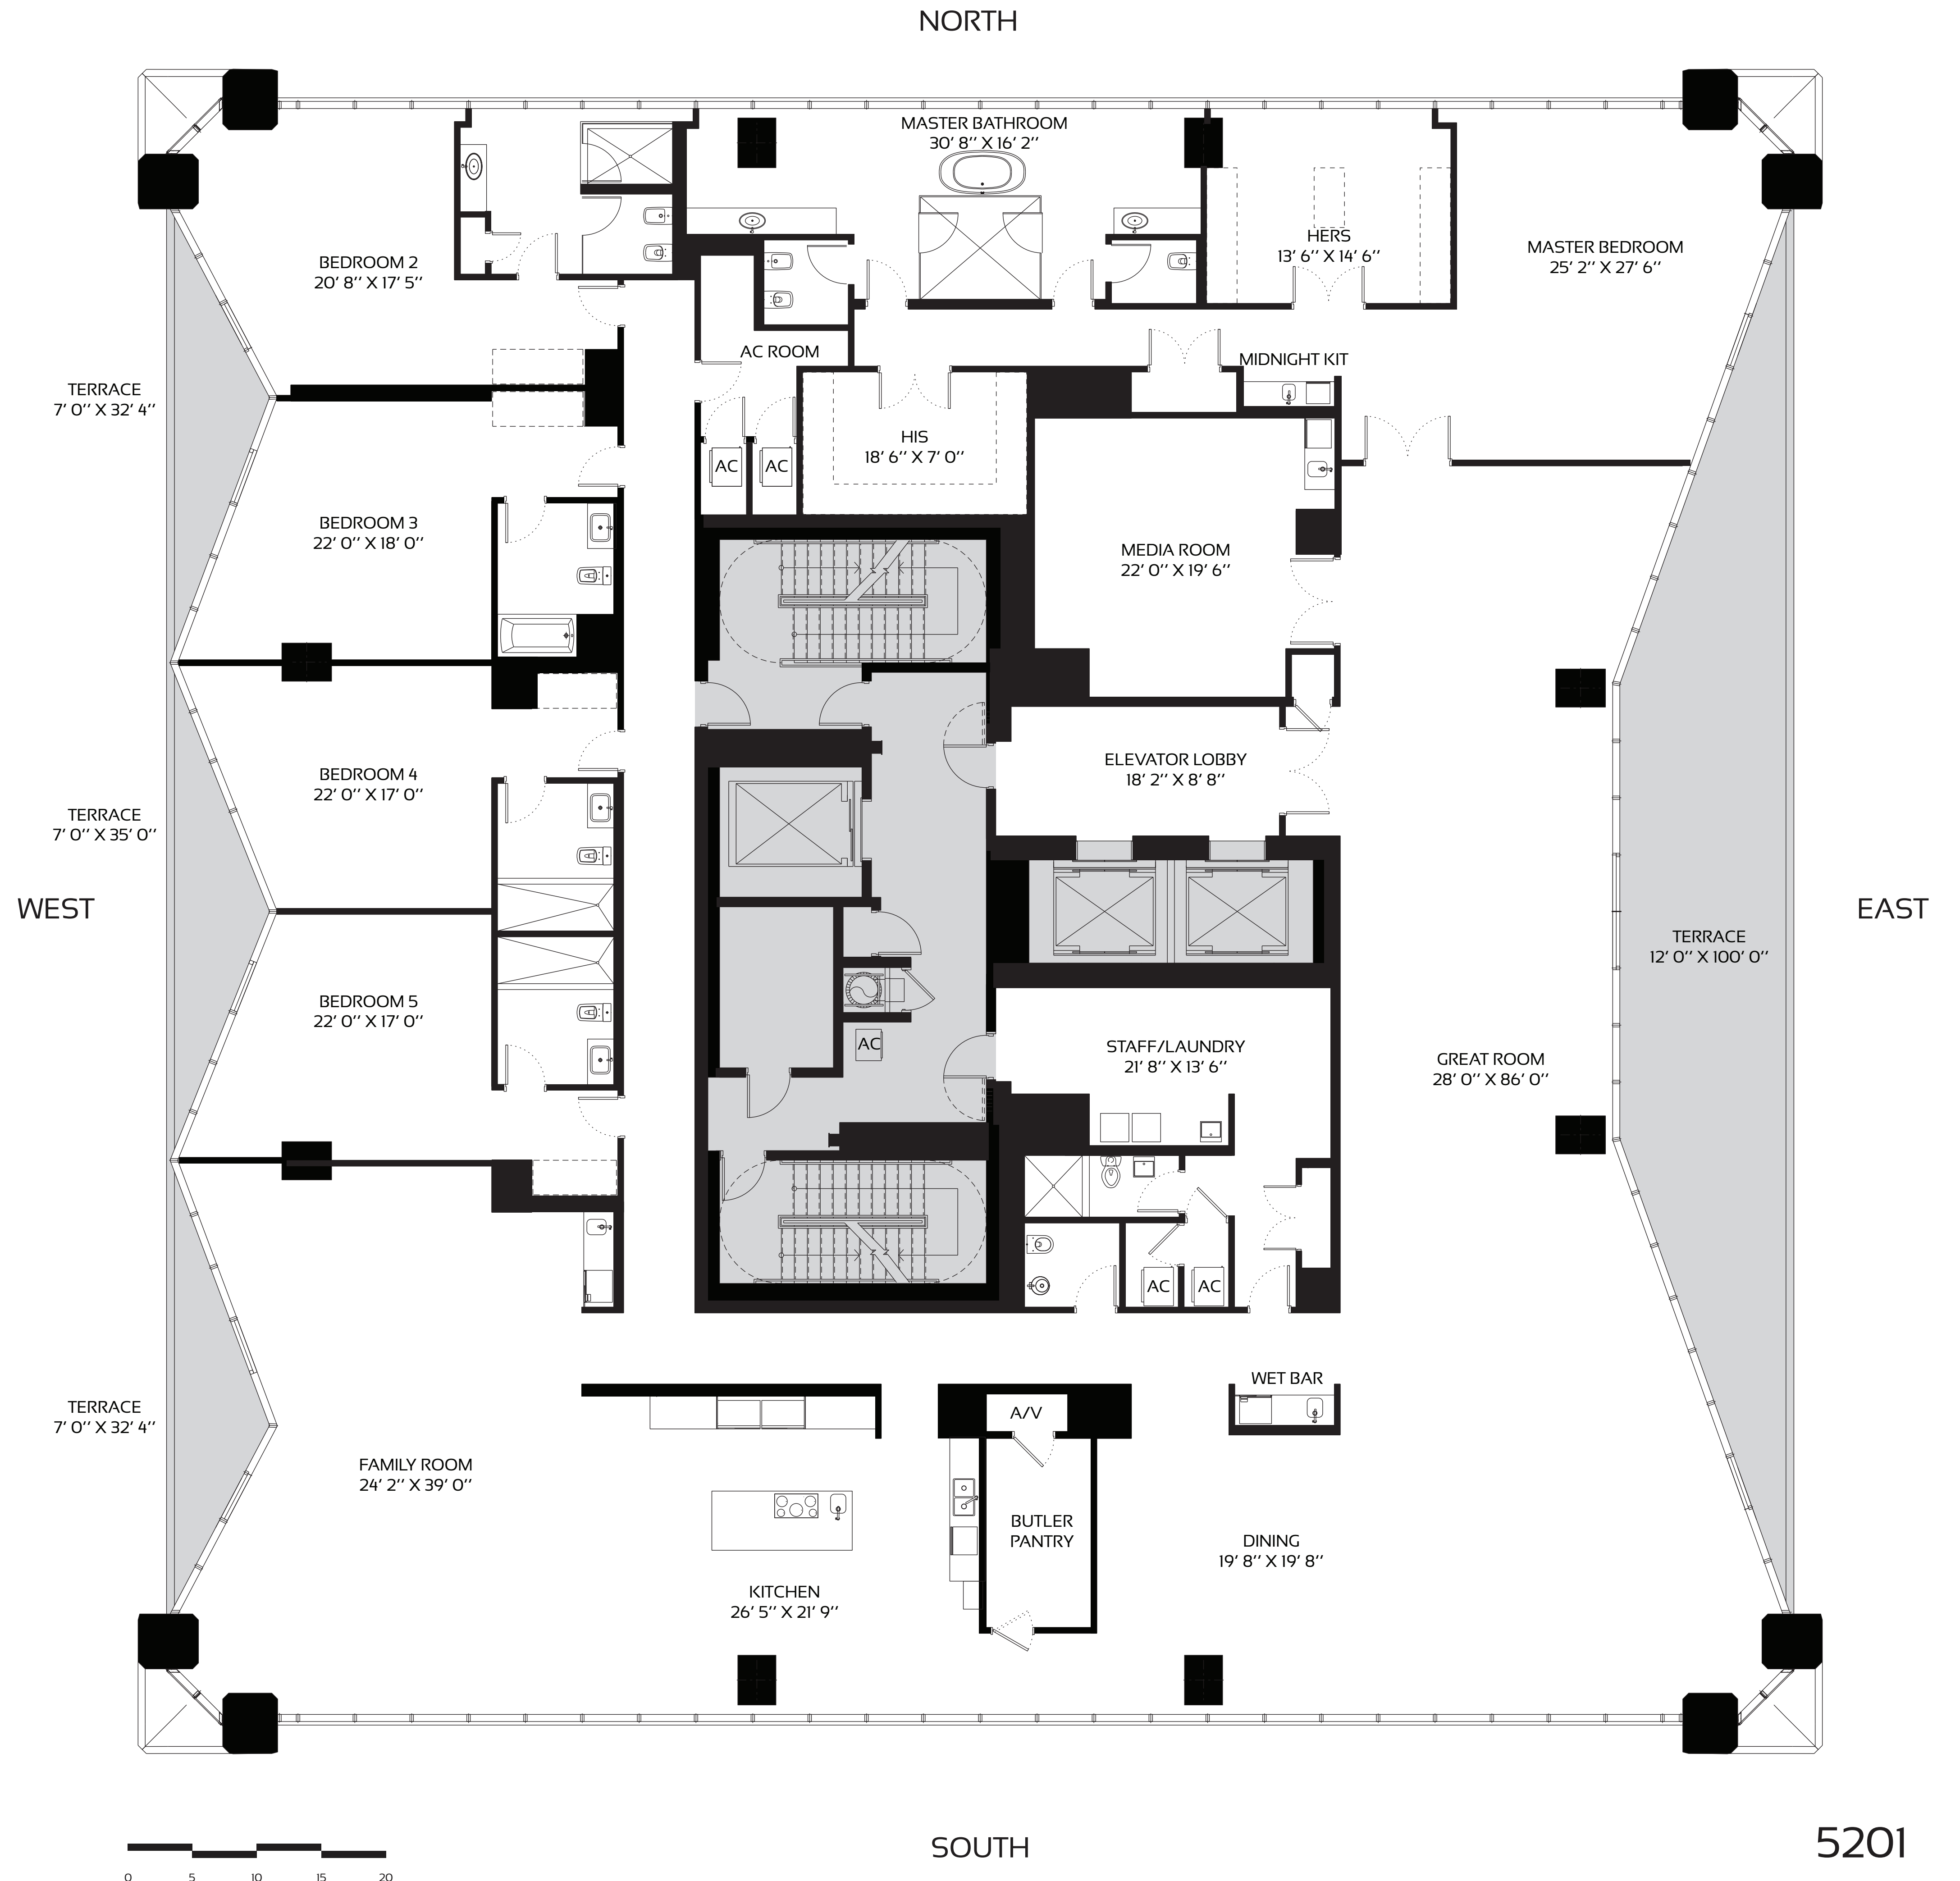 NORTH
MASTER BATHROOM
30' 8'' X 16' 2''
HERS
13' 6'' X 14' 6''
MASTER BEDROOM
25' 2'' X 27' 6''
BEDROOM 2
20' 8'' X 17' 5''
AC ROOM
MIDNIGHT KIT
TERRACE
7' 0'' X 32' 4''
HIS
18' 6'' X 7' 0''
AC
AC
BEDROOM 3
22' 0'' X 18' 0''
MEDIA ROOM
22' 0'' X 19' 6''
ELEVATOR LOBBY
18' 2'' X 8' 8''
BEDROOM 4
22' 0'' X 17' 0''
TERRACE
7' 0'' X 35' 0''
WEST
EAST
TERRACE
12' 0'' X 100' 0''
BEDROOM 5
22' 0'' X 17' 0''
AC
STAFF/LAUNDRY
21' 8'' X 13' 6''
GREAT ROOM
28' 0'' X 86' 0''
AC
AC
WET BAR
TERRACE
7' 0'' X 32' 4''
A/V
FAMILY ROOM
24' 2'' X 39' 0''
BUTLER
PANTRY
DINING
19' 8'' X 19' 8''
KITCHEN
26' 5'' X 21' 9''
SOUTH
5201
0 5 10 15 20